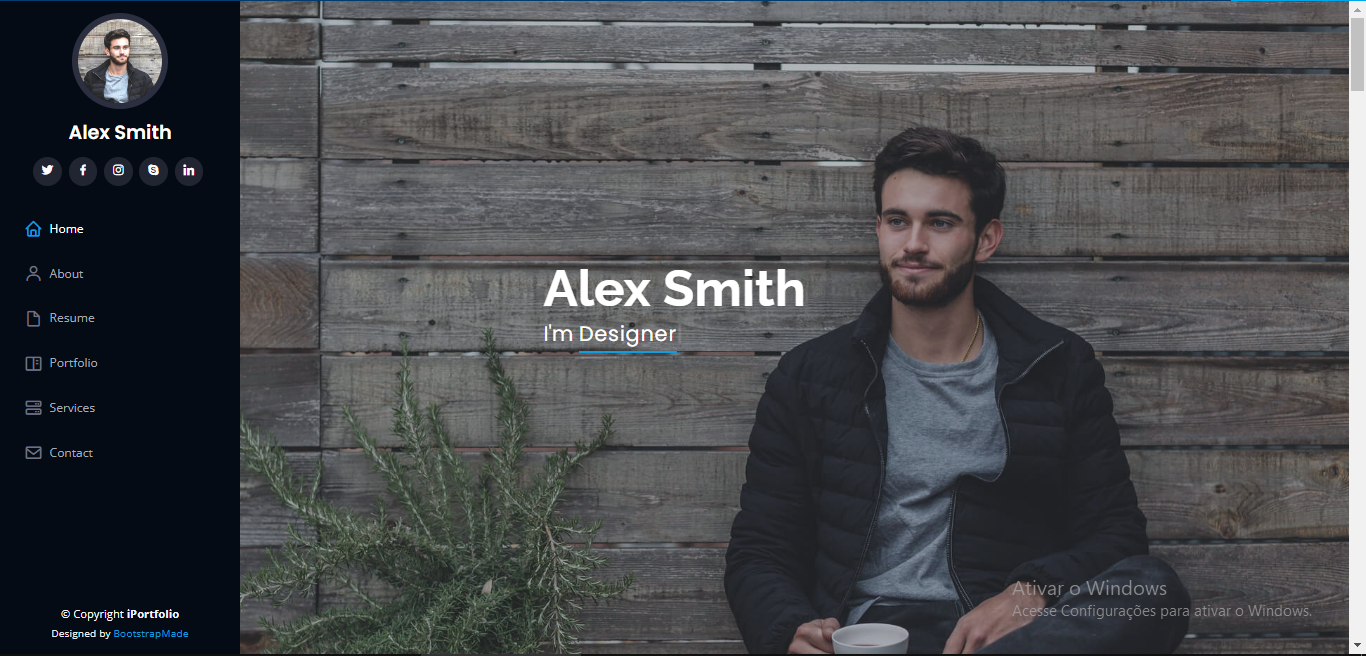 Alex Smith
Home
About
Resume
Portfolio
Services
Contact
© Copyright iPortfolio
Designed by BootstrapMade
Alex Smith
I'm Designer
Ativar o Windows
Acesse Configurações para ativar o Windows.